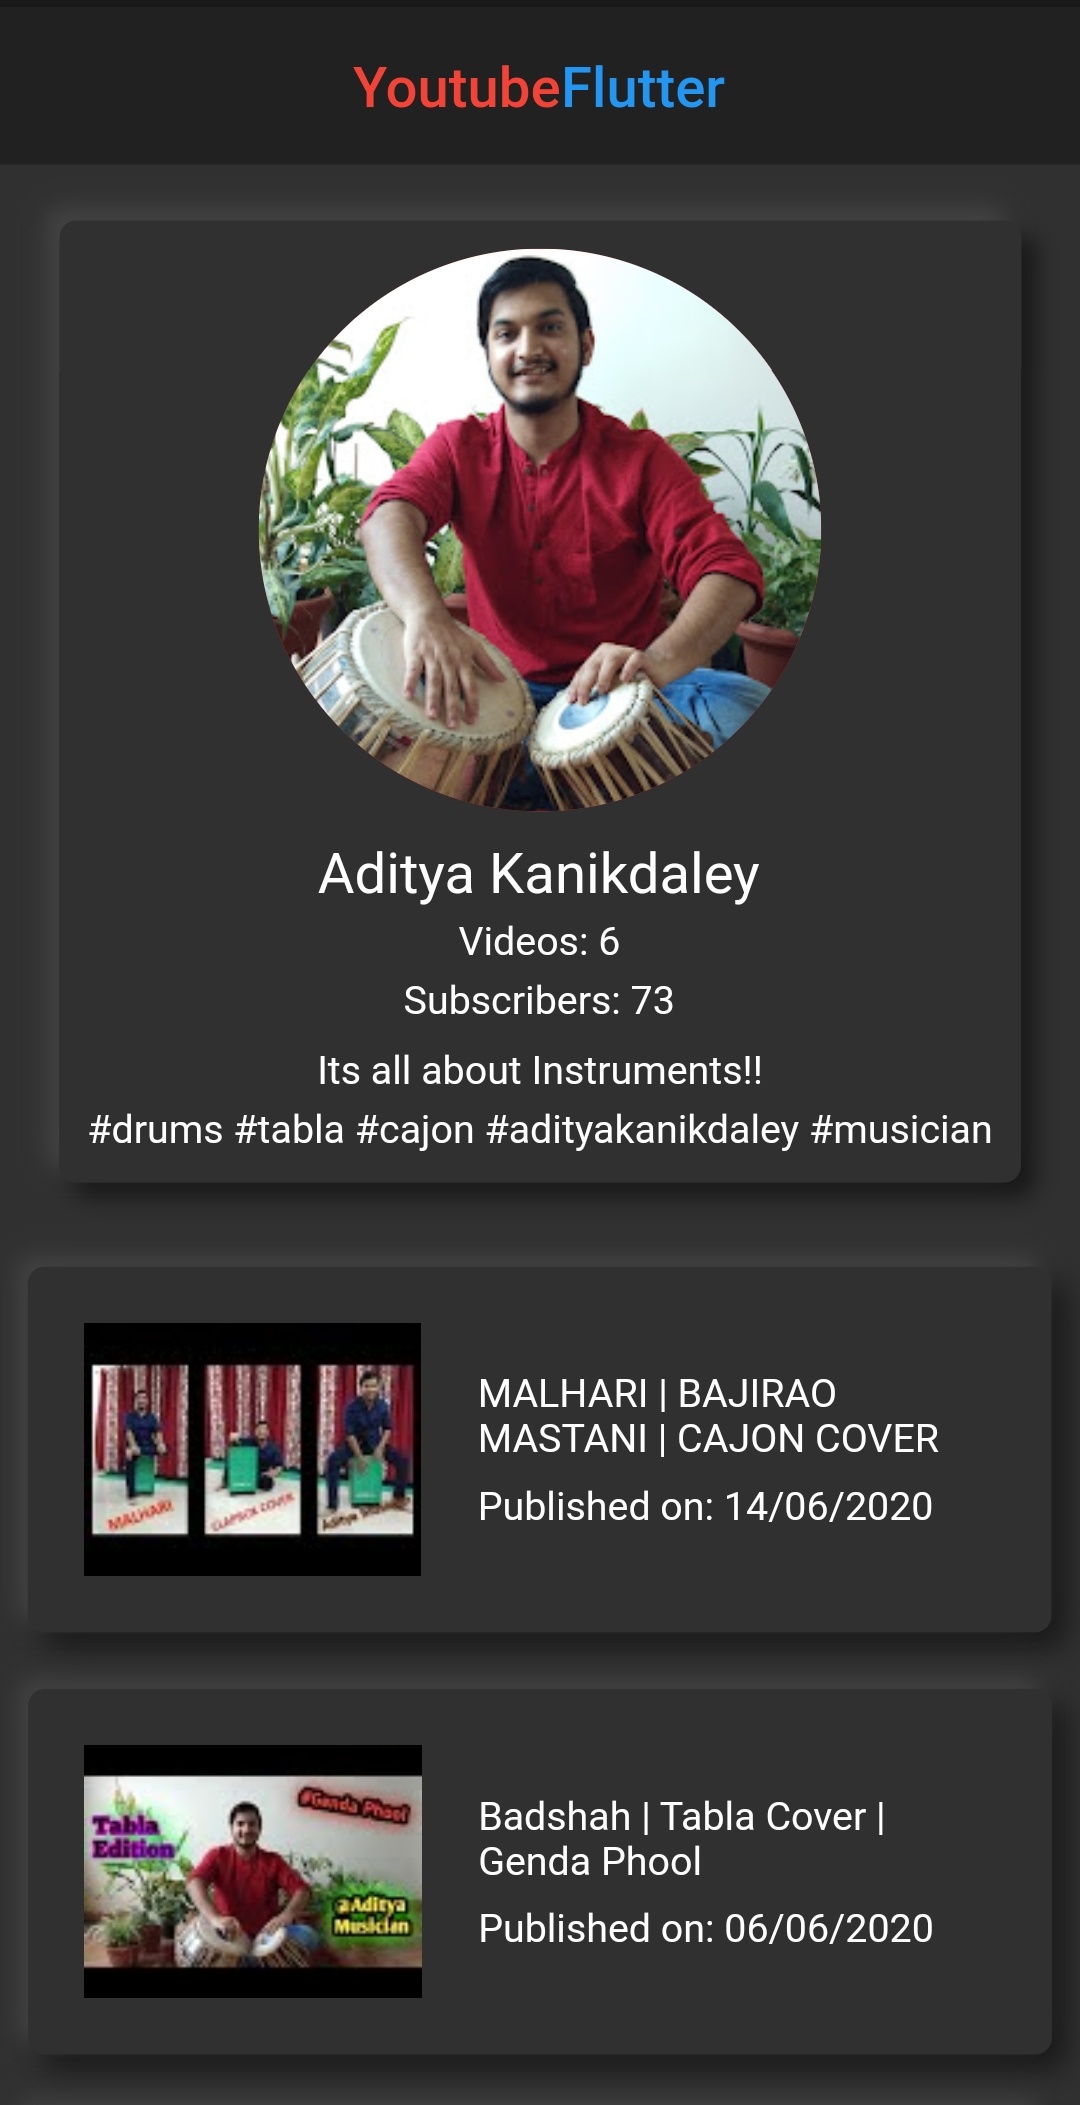 YoutubeFlutter
Aditya Kanikdaley
Videos: 6
Subscribers: 73
Its all about Instruments!!
#drums #tabla #cajon #adityakanikdaley #musician
MALHARI
CLAPBOX COVER
Aditya
MALHARI | BAJIRAO
MASTANI | CAJON COVER
Published on: 14/06/2020
#Genda Phool
Tabla
Edition
@Aditya
Musician
Badshah | Tabla Cover |
Genda Phool
Published on: 06/06/2020